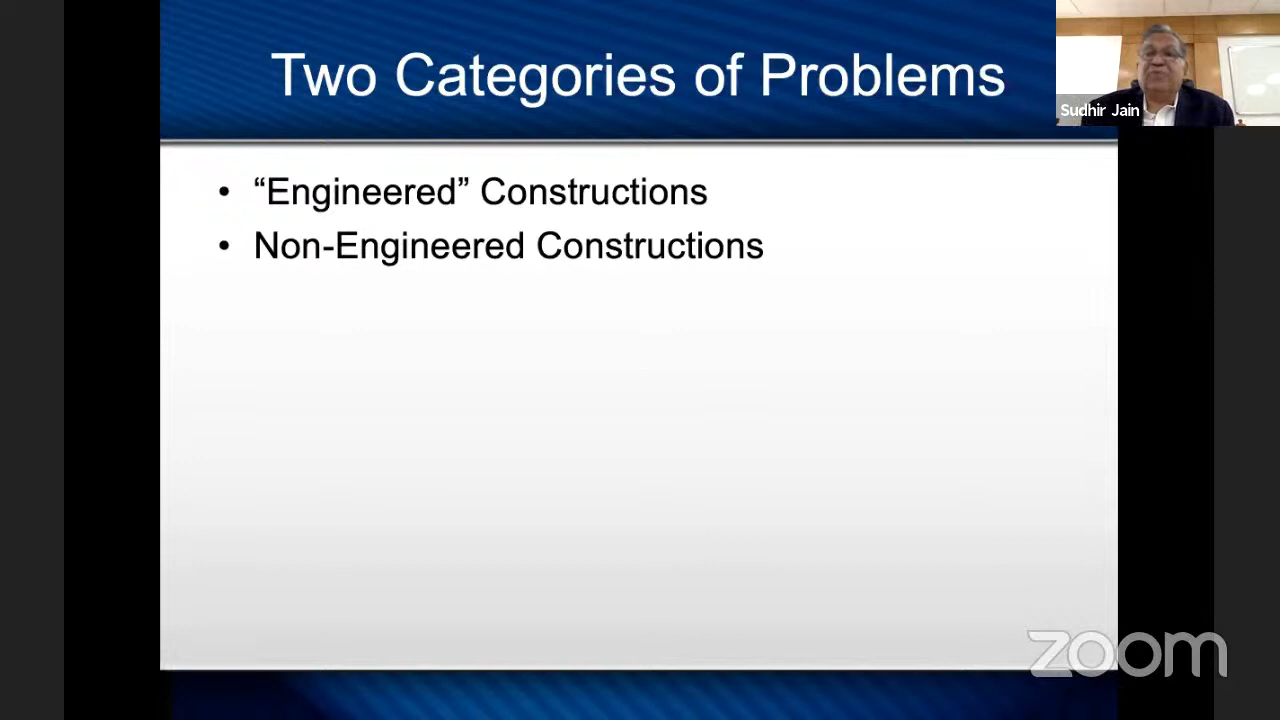 Two Categories of Problems
Sudhir Jain
• “Engineered” Constructions
• Non-Engineered Constructions
zoom